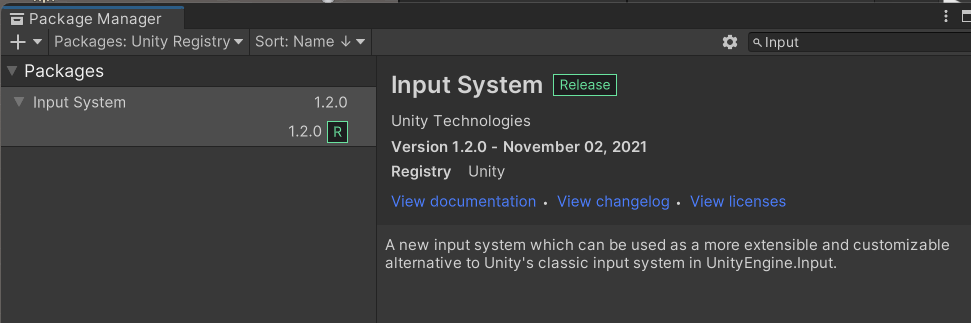 Package Manager
Packages: Unity Registry
Sort: Name ↓
Input
Packages
Input System 1.2.0
1.2.0 R
Input System Release
Unity Technologies
Version 1.2.0 - November 02, 2021
Registry Unity
View documentation • View changelog • View licenses
A new input system which can be used as a more extensible and customizable
alternative to Unity's classic input system in UnityEngine.Input.